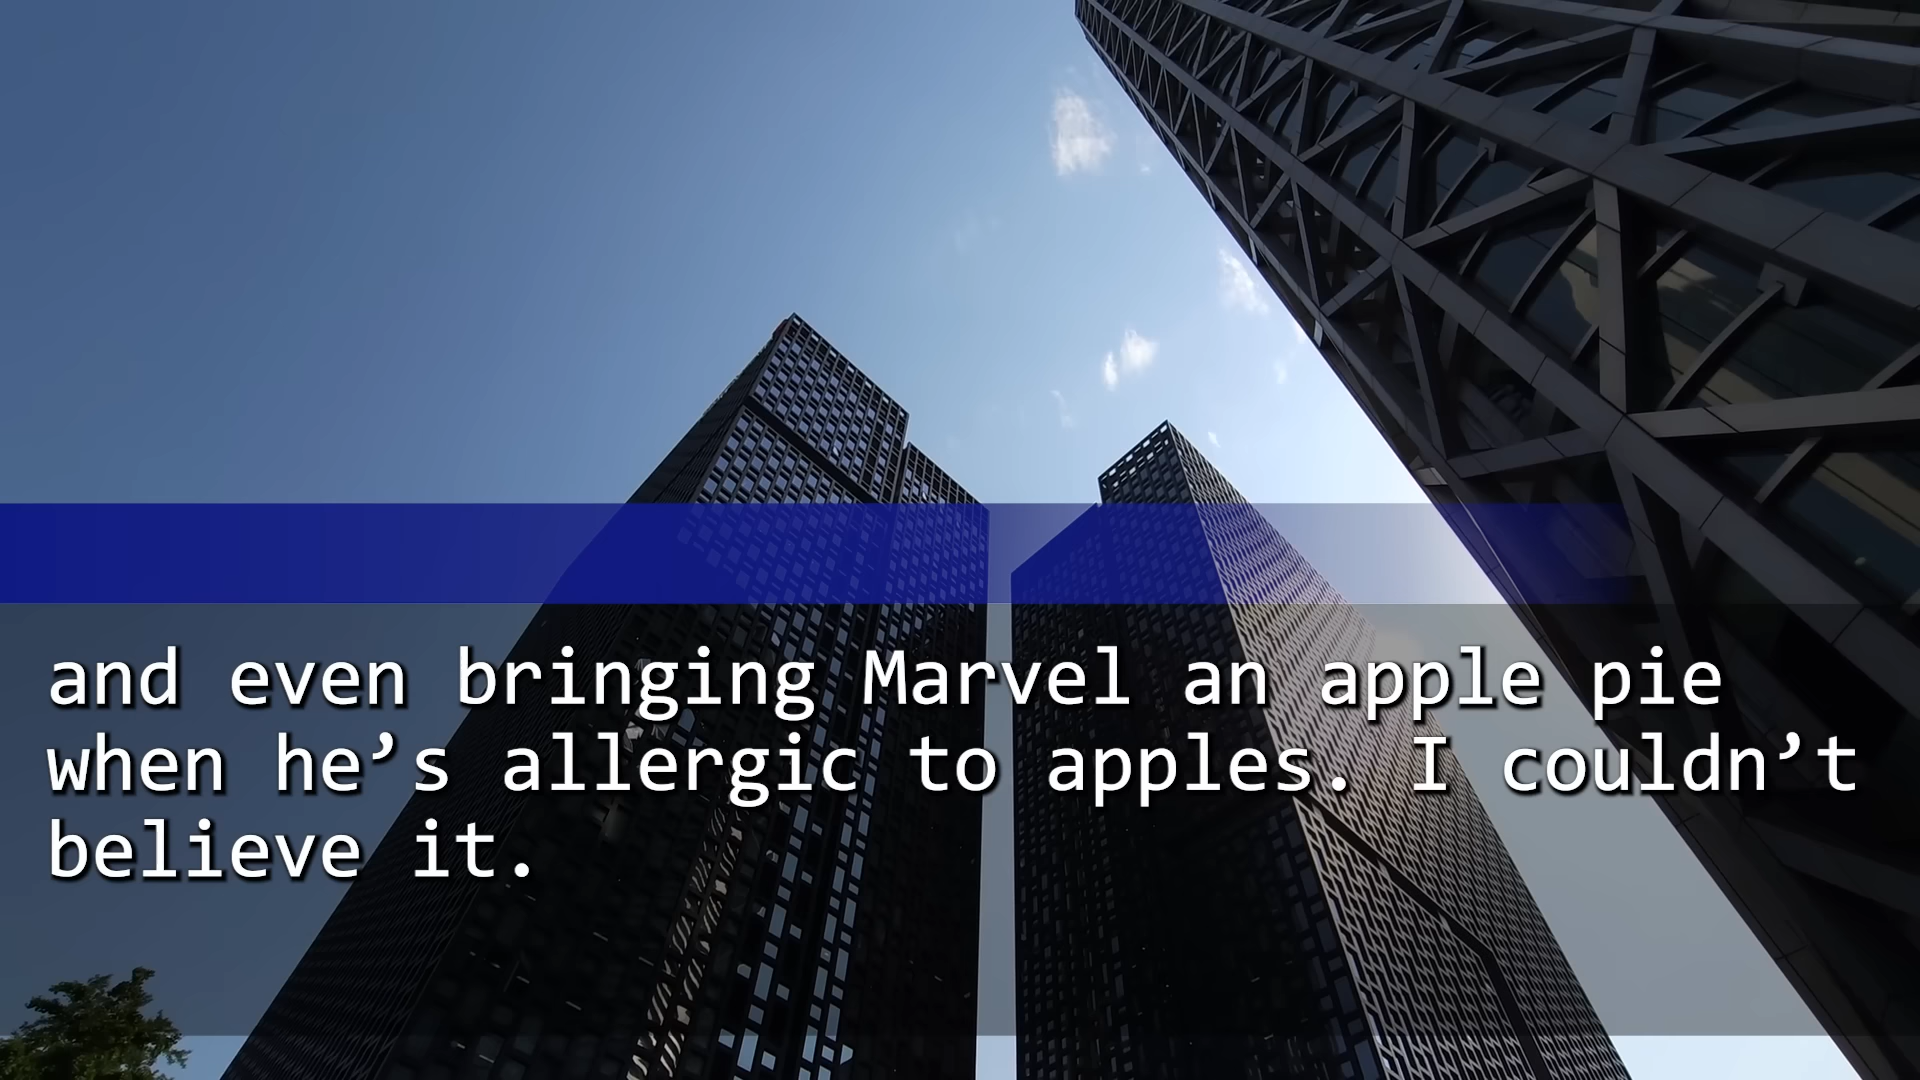 and even bringing Marvel an apple pie
when he’s allergic to apples. I couldn’t
believe it.